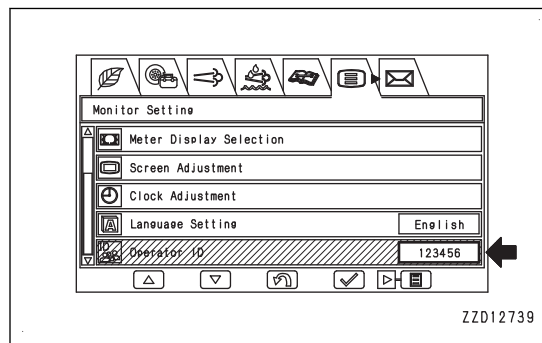 Monitor Setting
Meter Display Selection
Screen Adjustment
Clock Adjustment
Language Setting English
Operator ID 123456
ZZD12739